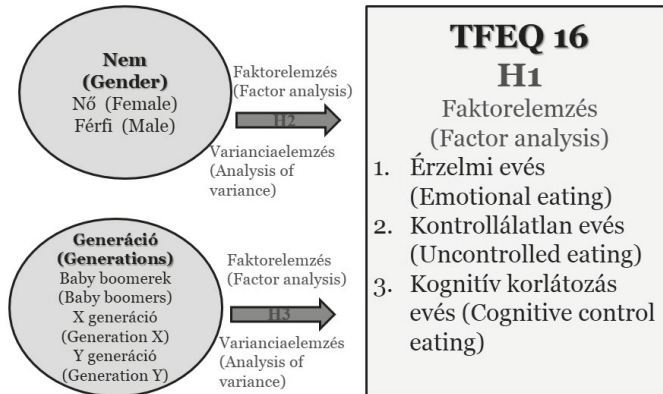 Nem
(Gender)
Nő (Female)
Férfi (Male)
Faktorelemzés
(Factor analysis)
H2
Varianciaelemzés
(Analysis of
variance)
Generáció
(Generations)
Baby boomerek
(Baby boomers)
X generáció
(Generation X)
Y generáció
(Generation Y)
Faktorelemzés
(Factor analysis)
H3
Varianciaelemzés
(Analysis of
variance)
TFEQ 16
H1
Faktorelemzés
(Factor analysis)
1. Érzelmi evés
(Emotional eating)
2. Kontrollálatlan evés
(Uncontrolled eating)
3. Kognitív korlátozás
evés (Cognitive control
eating)